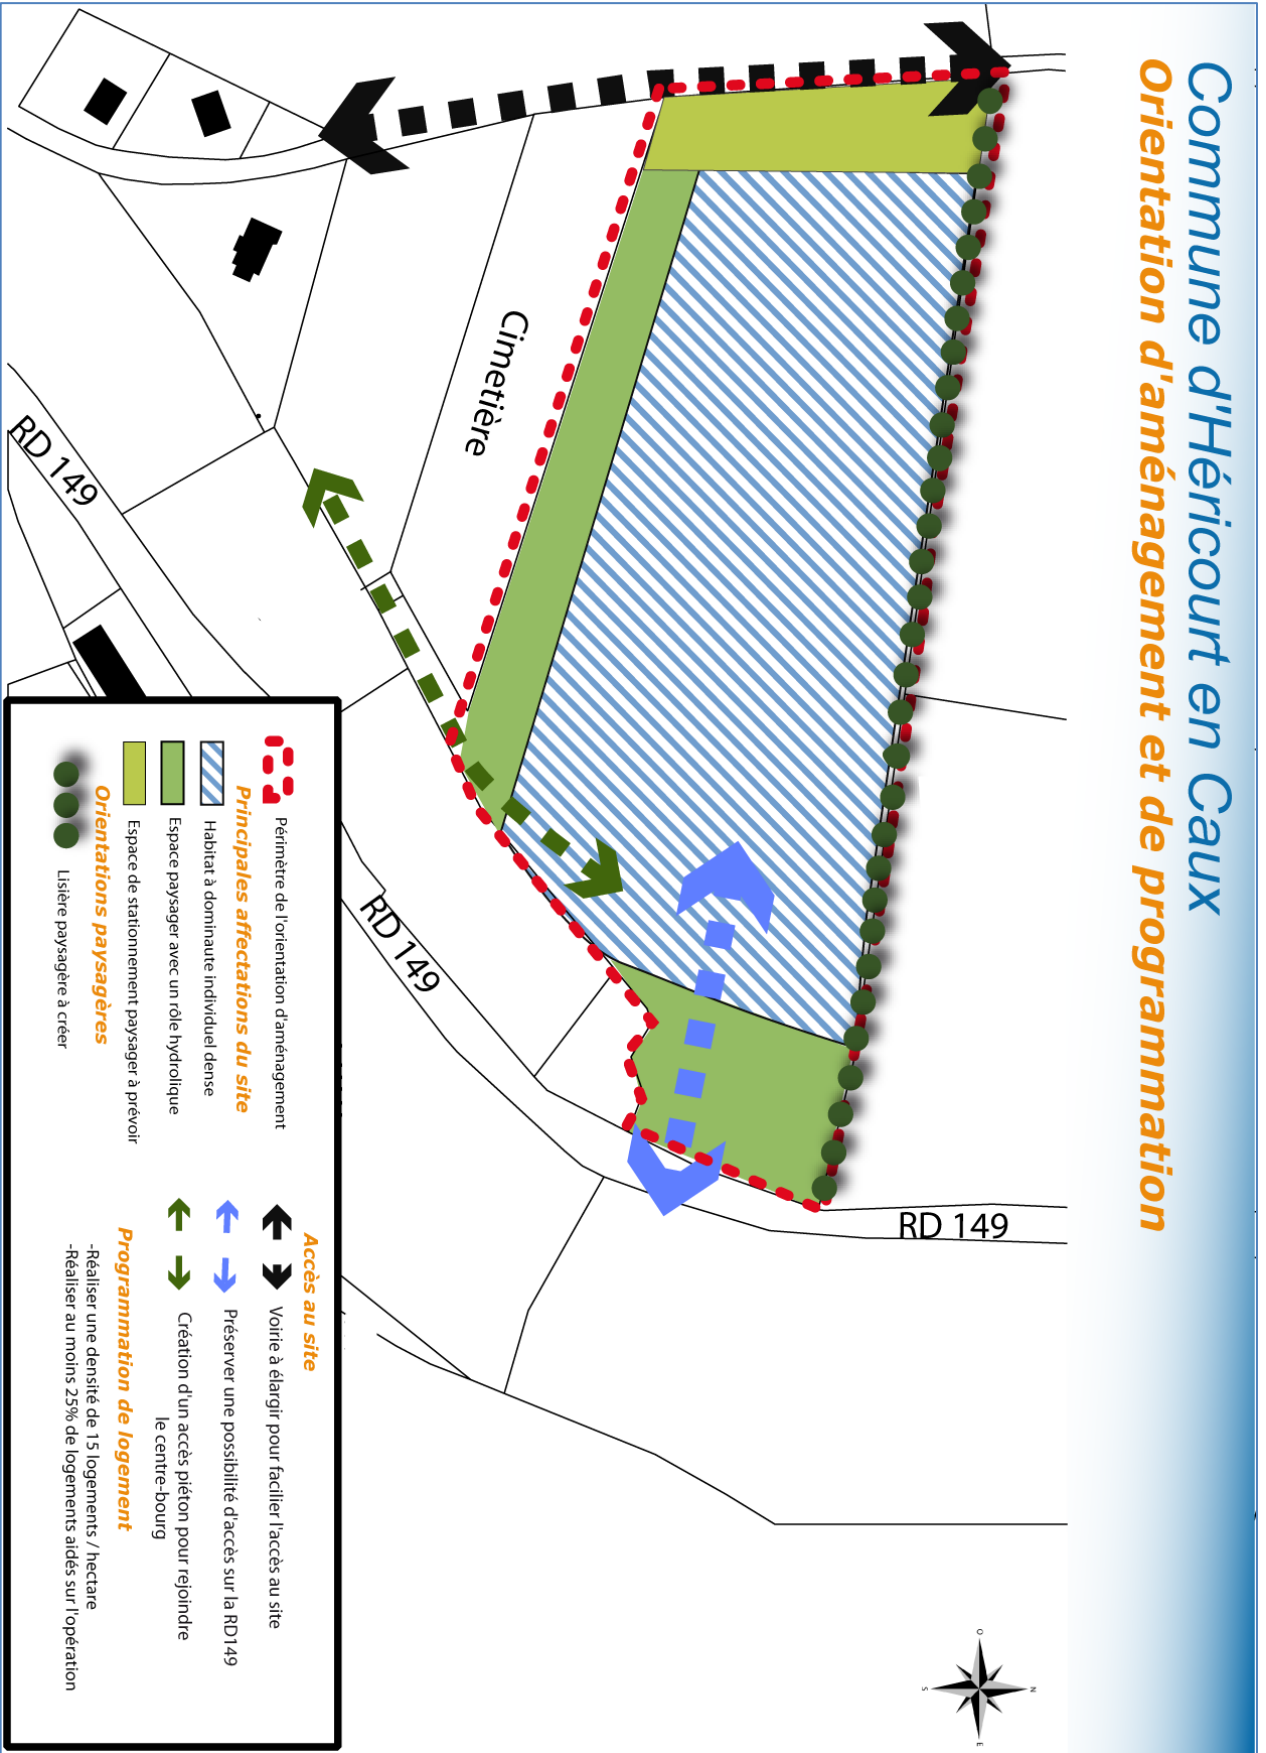 Commune d'Héricourt en Caux
Orientation d'aménagement et de programmation
O
N
S
E
Cimetière
RD 149
RD 149
RD 149
Périmètre de l'orientation d'aménagement
Principales affectations du site
Habitat à dominaute individuel dense
Espace paysager avec un rôle hydrolique
Espace de stationnement paysager à prévoir
Orientations paysagères
Lisière paysagère à créer
Accès au site
Voirie à élargir pour facilier l'accès au site
Préserver une possibilité d'accès sur la RD149
Création d'un accès piéton pour rejoindre
le centre-bourg
Programmation de logement
-Réaliser une densité de 15 logements / hectare
-Réaliser au moins 25% de logements aidés sur l'opération